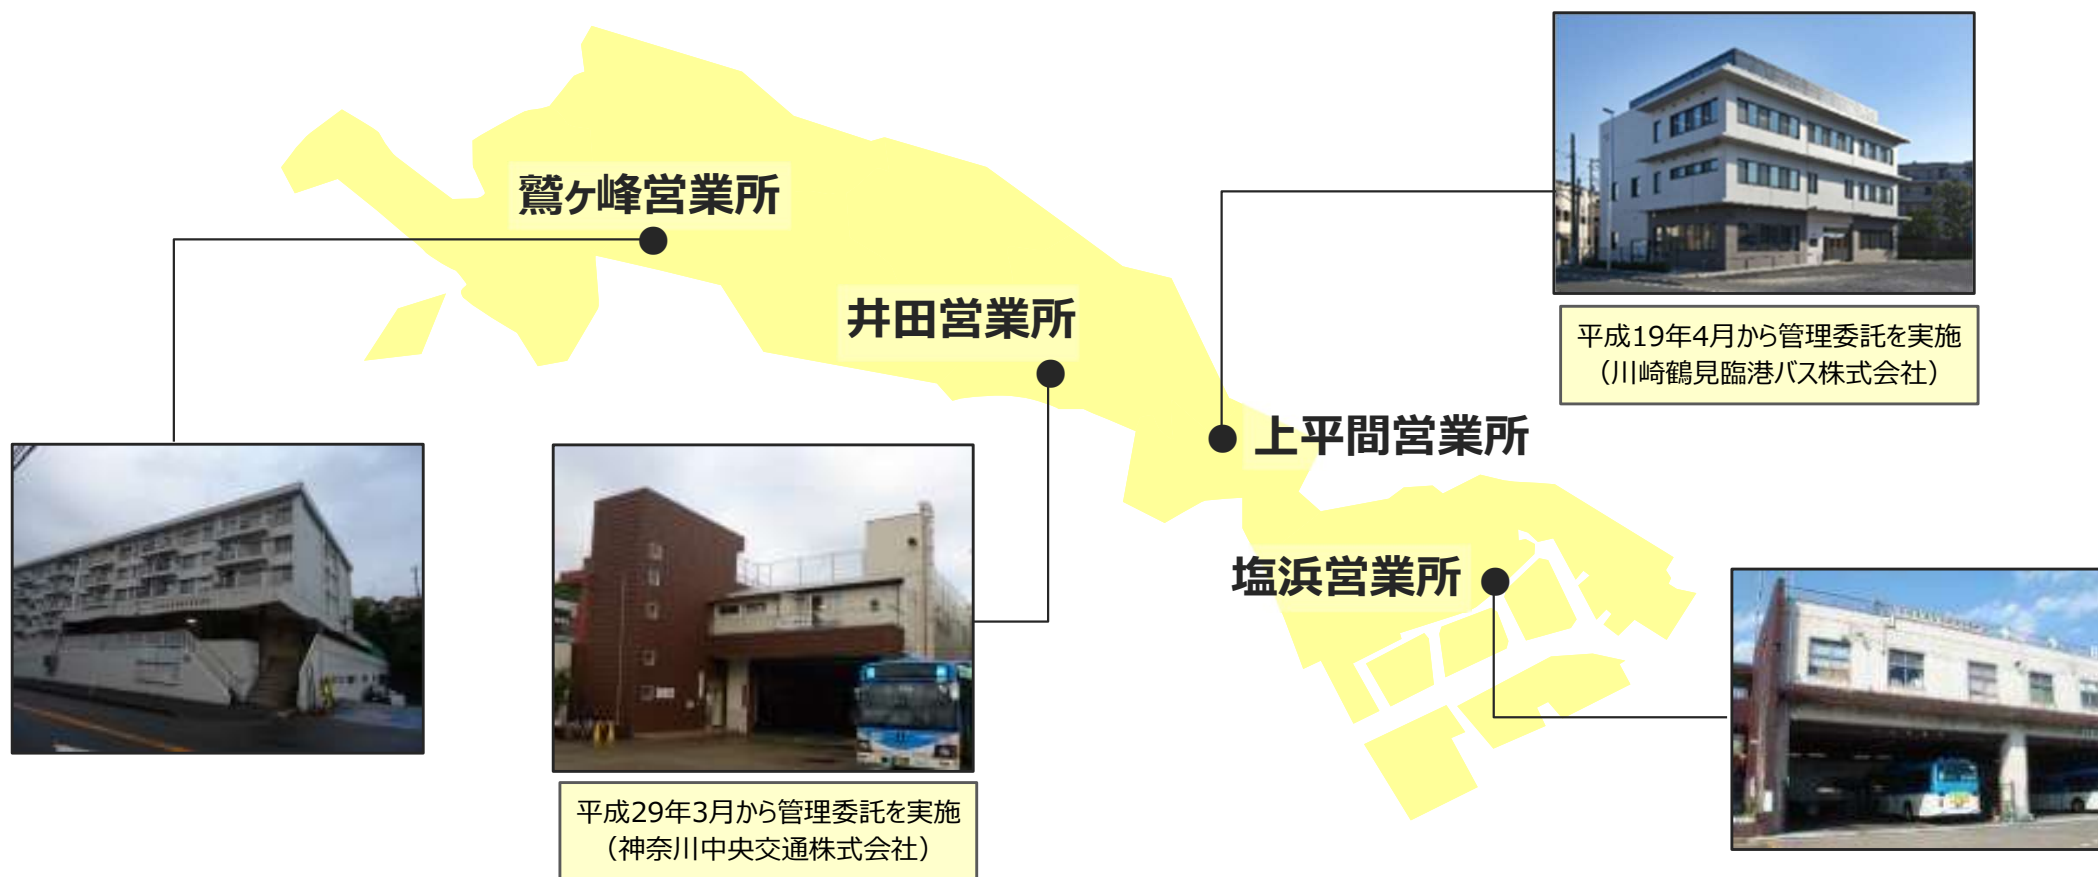 鷲ヶ峰営業所
井田営業所
上平間営業所
塩浜営業所
平成19年4月から管理委託を実施
（川崎鶴見臨港バス株式会社）
平成29年3月から管理委託を実施
（神奈川中央交通株式会社）